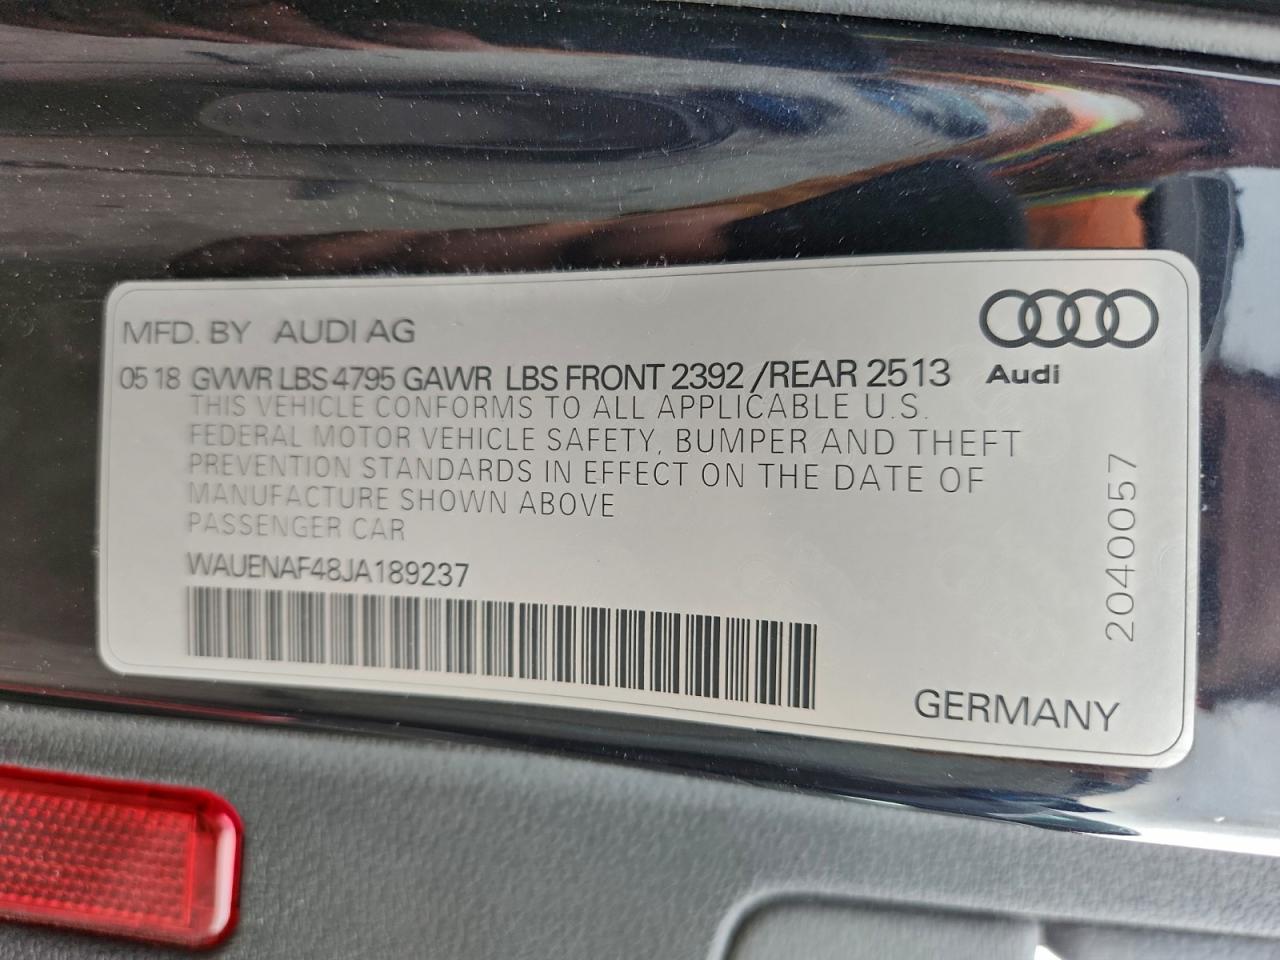 MFD. BY AUDI AG
05 18 GVWR LBS 4795 GAWR LBS FRONT 2392 /REAR 2513
Audi
THIS VEHICLE CONFORMS TO ALL APPLICABLE U.S.
FEDERAL MOTOR VEHICLE SAFETY, BUMPER AND THEFT
PREVENTION STANDARDS IN EFFECT ON THE DATE OF
MANUFACTURE SHOWN ABOVE
PASSENGER CAR
WAUENAF48JA189237
2040057
GERMANY